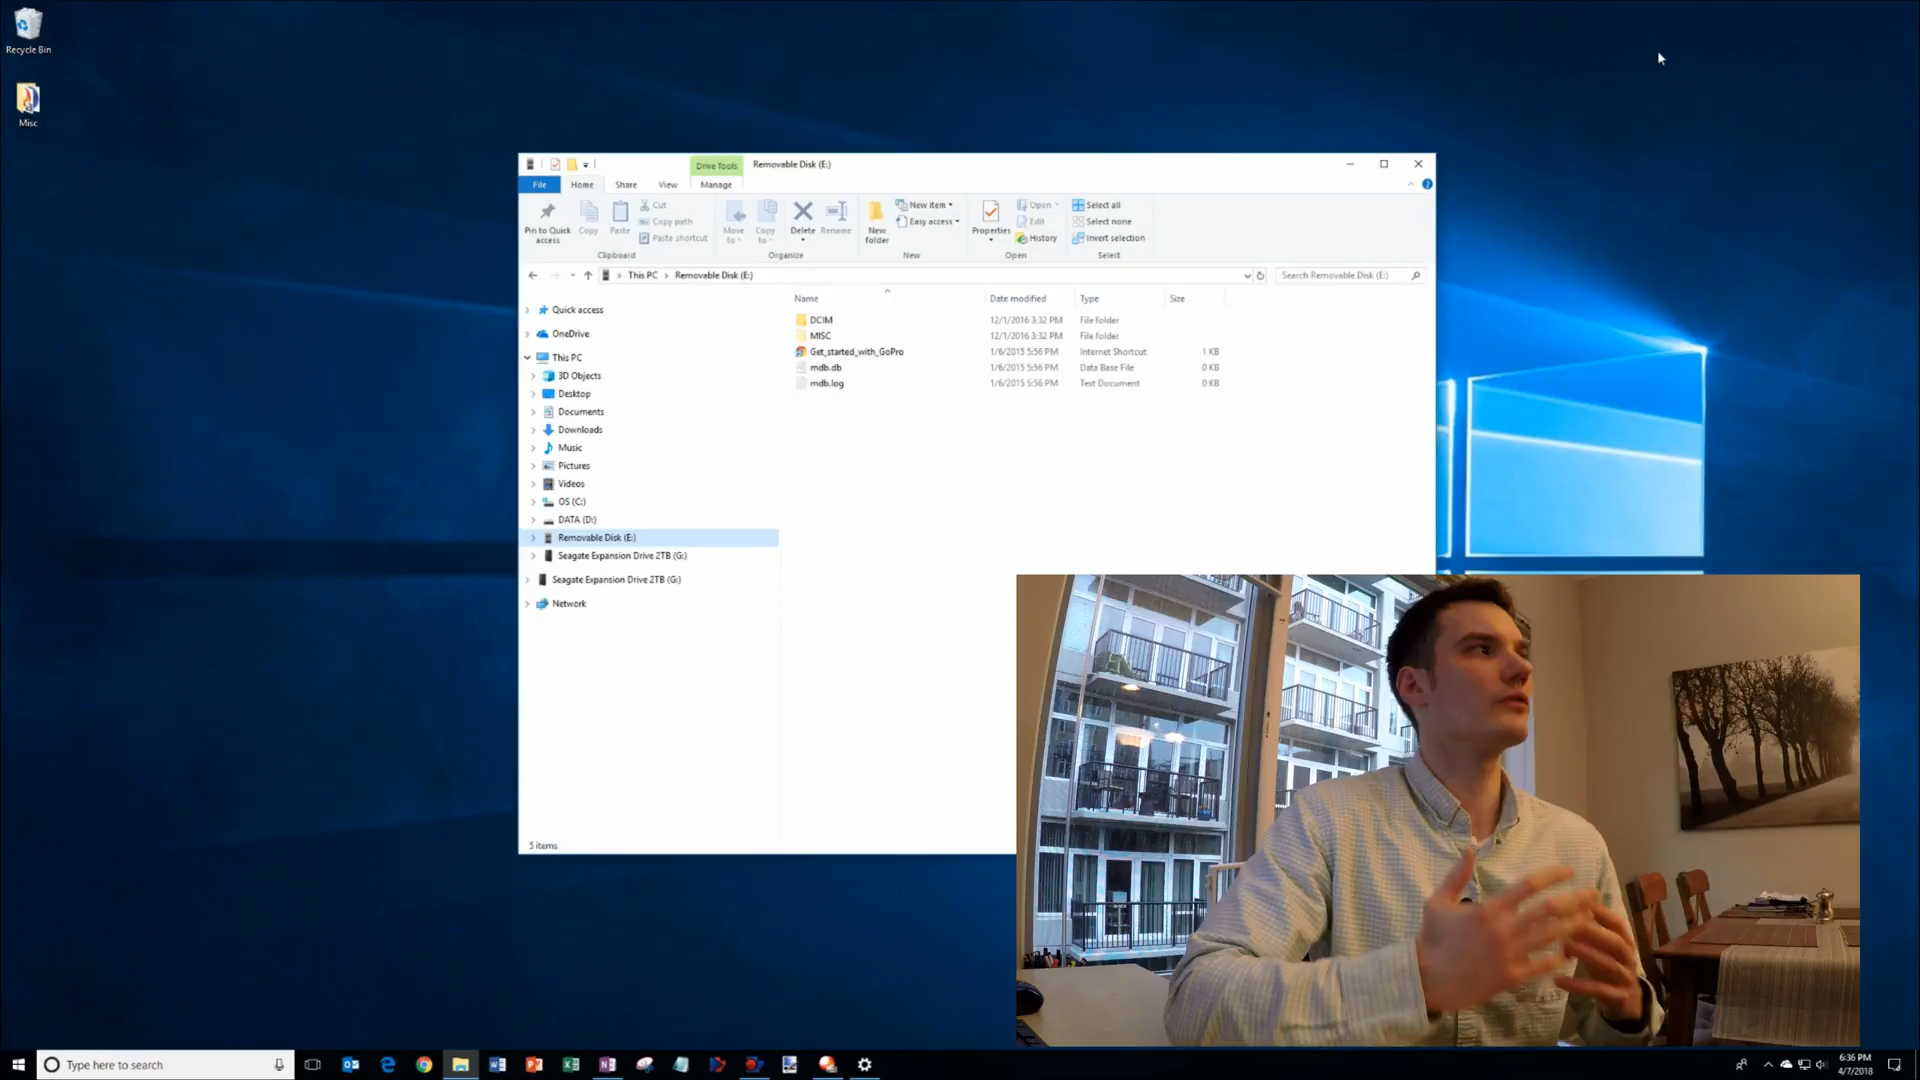 Recycle Bin
Misc
Drive Tools
Removable Disk (E:)
File
Home
Share
View
Manage
Pin to Quick access
Copy
Paste
Cut
Copy path
Paste shortcut
Clipboard
Move to
Copy to
Delete
Rename
Organize
New folder
New item
Easy access
New
Properties
Open
Edit
History
Open
Select all
Select none
Invert selection
Select
This PC > Removable Disk (E:)
Search Removable Disk (E:)
Name Date modified Type Size
DCIM 12/1/2016 3:32 PM File folder
MISC 12/1/2016 3:32 PM File folder
Get_started_with_GoPro 1/6/2015 5:56 PM Internet Shortcut 1 KB
mdb.db 1/6/2015 5:56 PM Data Base File 0 KB
mdb.log 1/6/2015 5:56 PM Text Document 0 KB
Quick access
OneDrive
This PC
3D Objects
Desktop
Documents
Downloads
Music
Pictures
Videos
OS (C:)
DATA (D:)
Removable Disk (E:)
Seagate Expansion Drive 2TB (G:)
Seagate Expansion Drive 2TB (G:)
Network
5 items
Type here to search
6:36 PM
4/7/2018